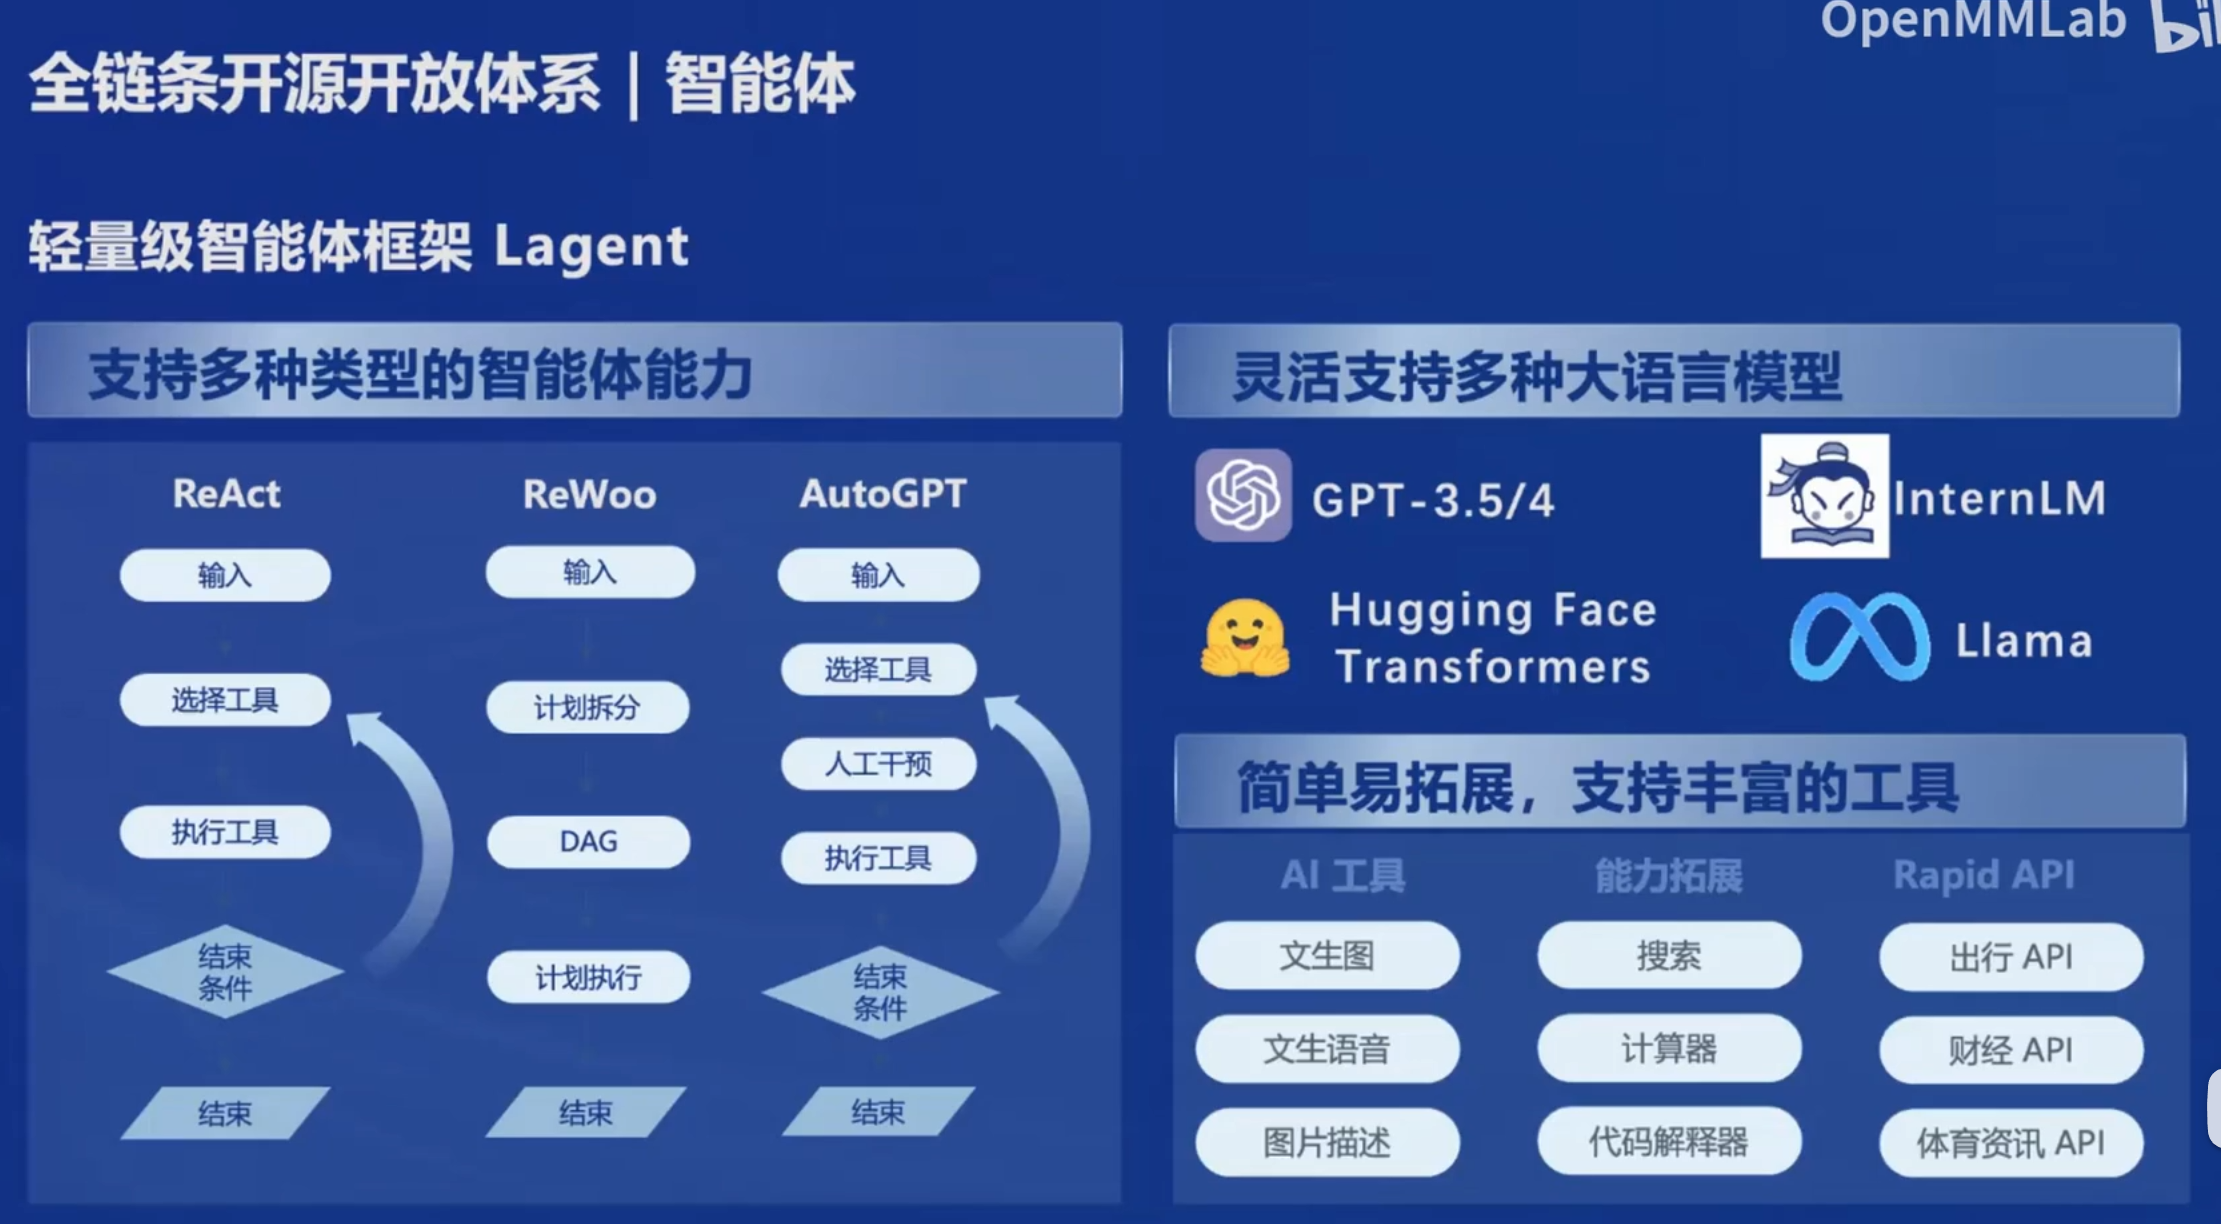 OpenMMLab
全链条开源开放体系 | 智能体
轻量级智能体框架 Lagent
支持多种类型的智能体能力
ReAct
输入
选择工具
执行工具
结束
条件
结束
ReWoo
输入
计划拆分
DAG
计划执行
结束
AutoGPT
输入
选择工具
人工干预
执行工具
结束
条件
结束
灵活支持多种大语言模型
GPT-3.5/4
InternLM
Hugging Face
Transformers
Llama
简单易拓展，支持丰富的工具
AI 工具
文生图
文生语音
图片描述
能力拓展
搜索
计算器
代码解释器
Rapid API
出行 API
财经 API
体育资讯 API